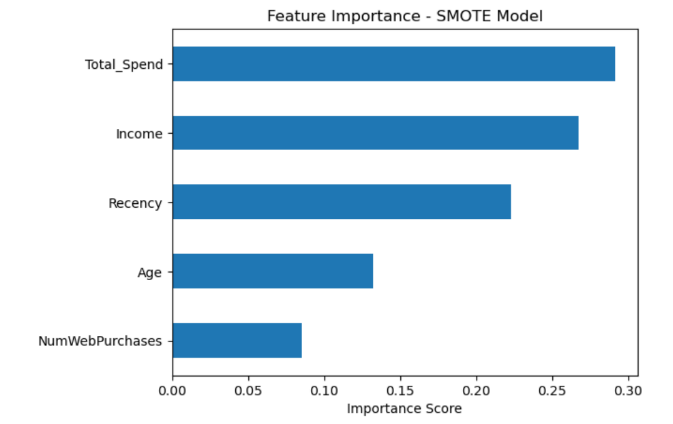 Feature Importance - SMOTE Model
Total_Spend
Income
Recency
Age
NumWebPurchases
0.00 0.05 0.10 0.15 0.20 0.25 0.30
Importance Score